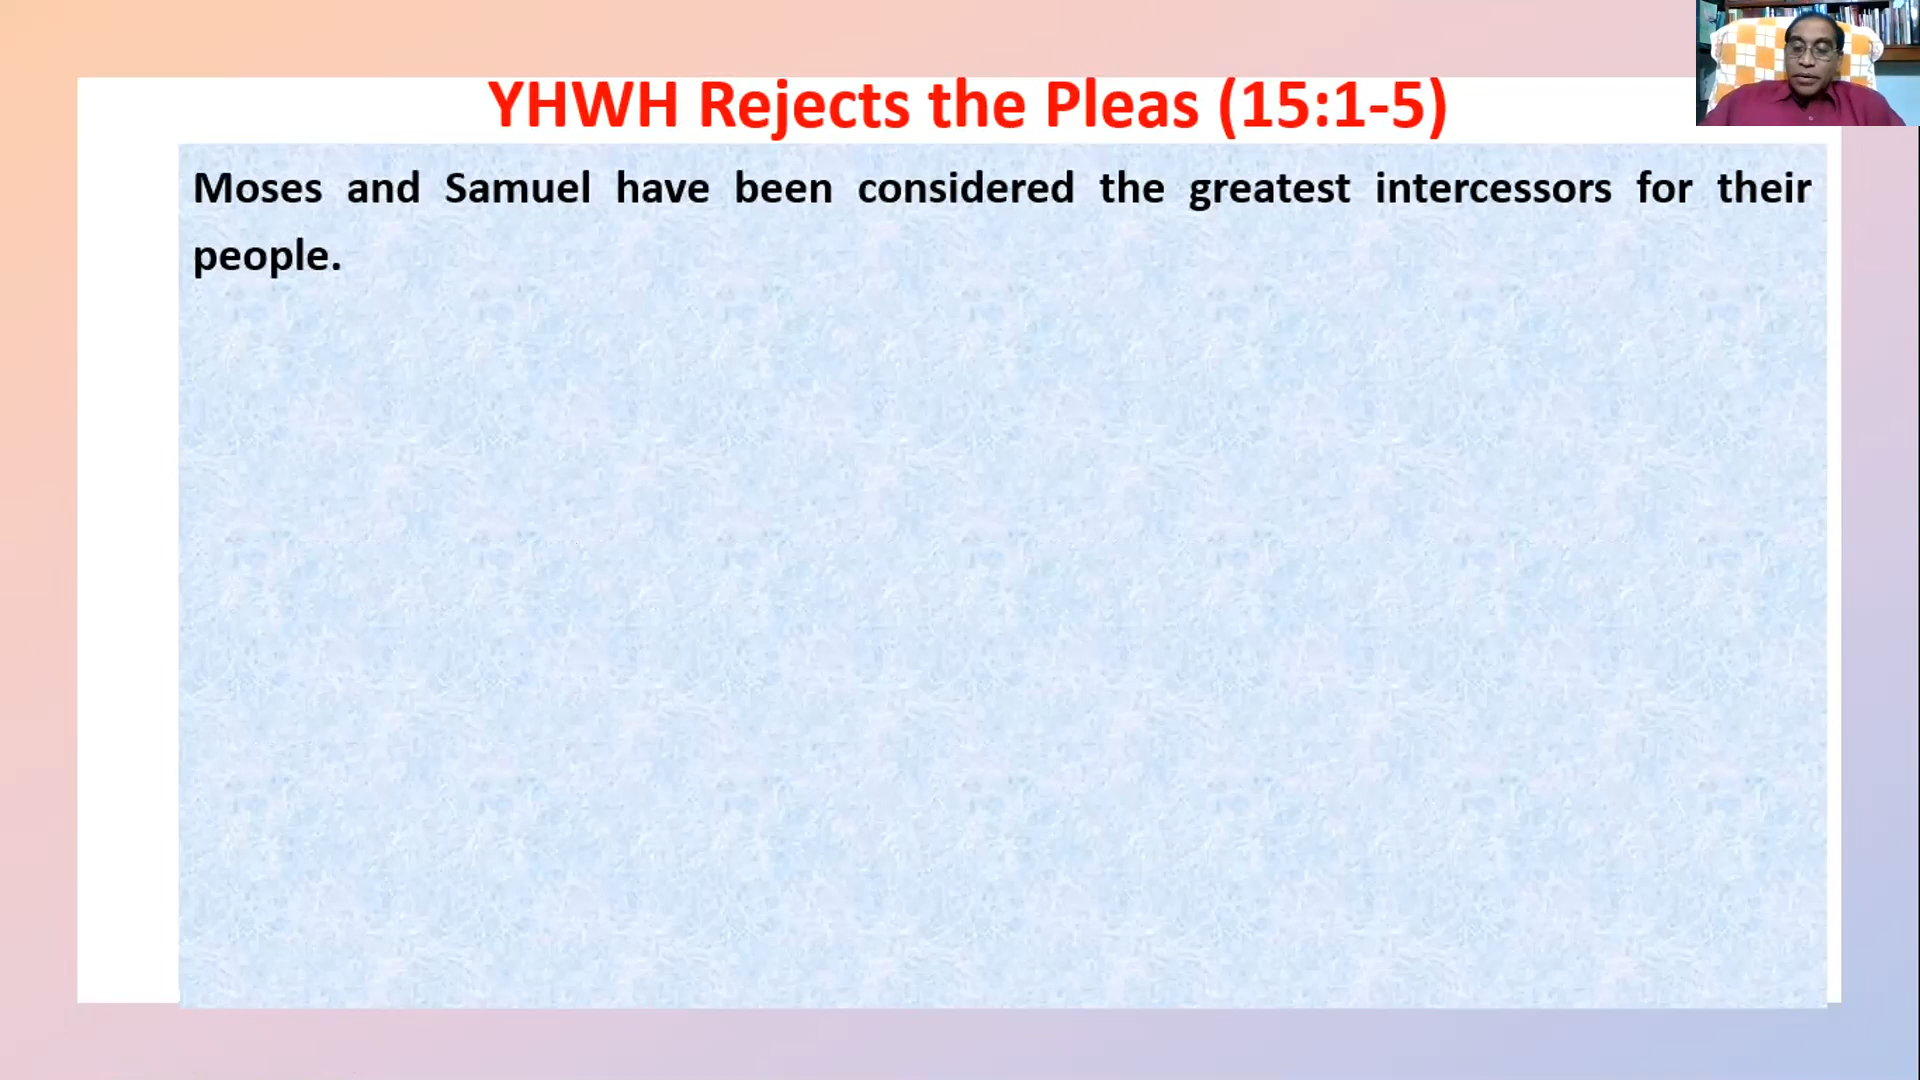 YHWH Rejects the Pleas (15:1-5)
Moses and Samuel have been considered the greatest intercessors for their
people.